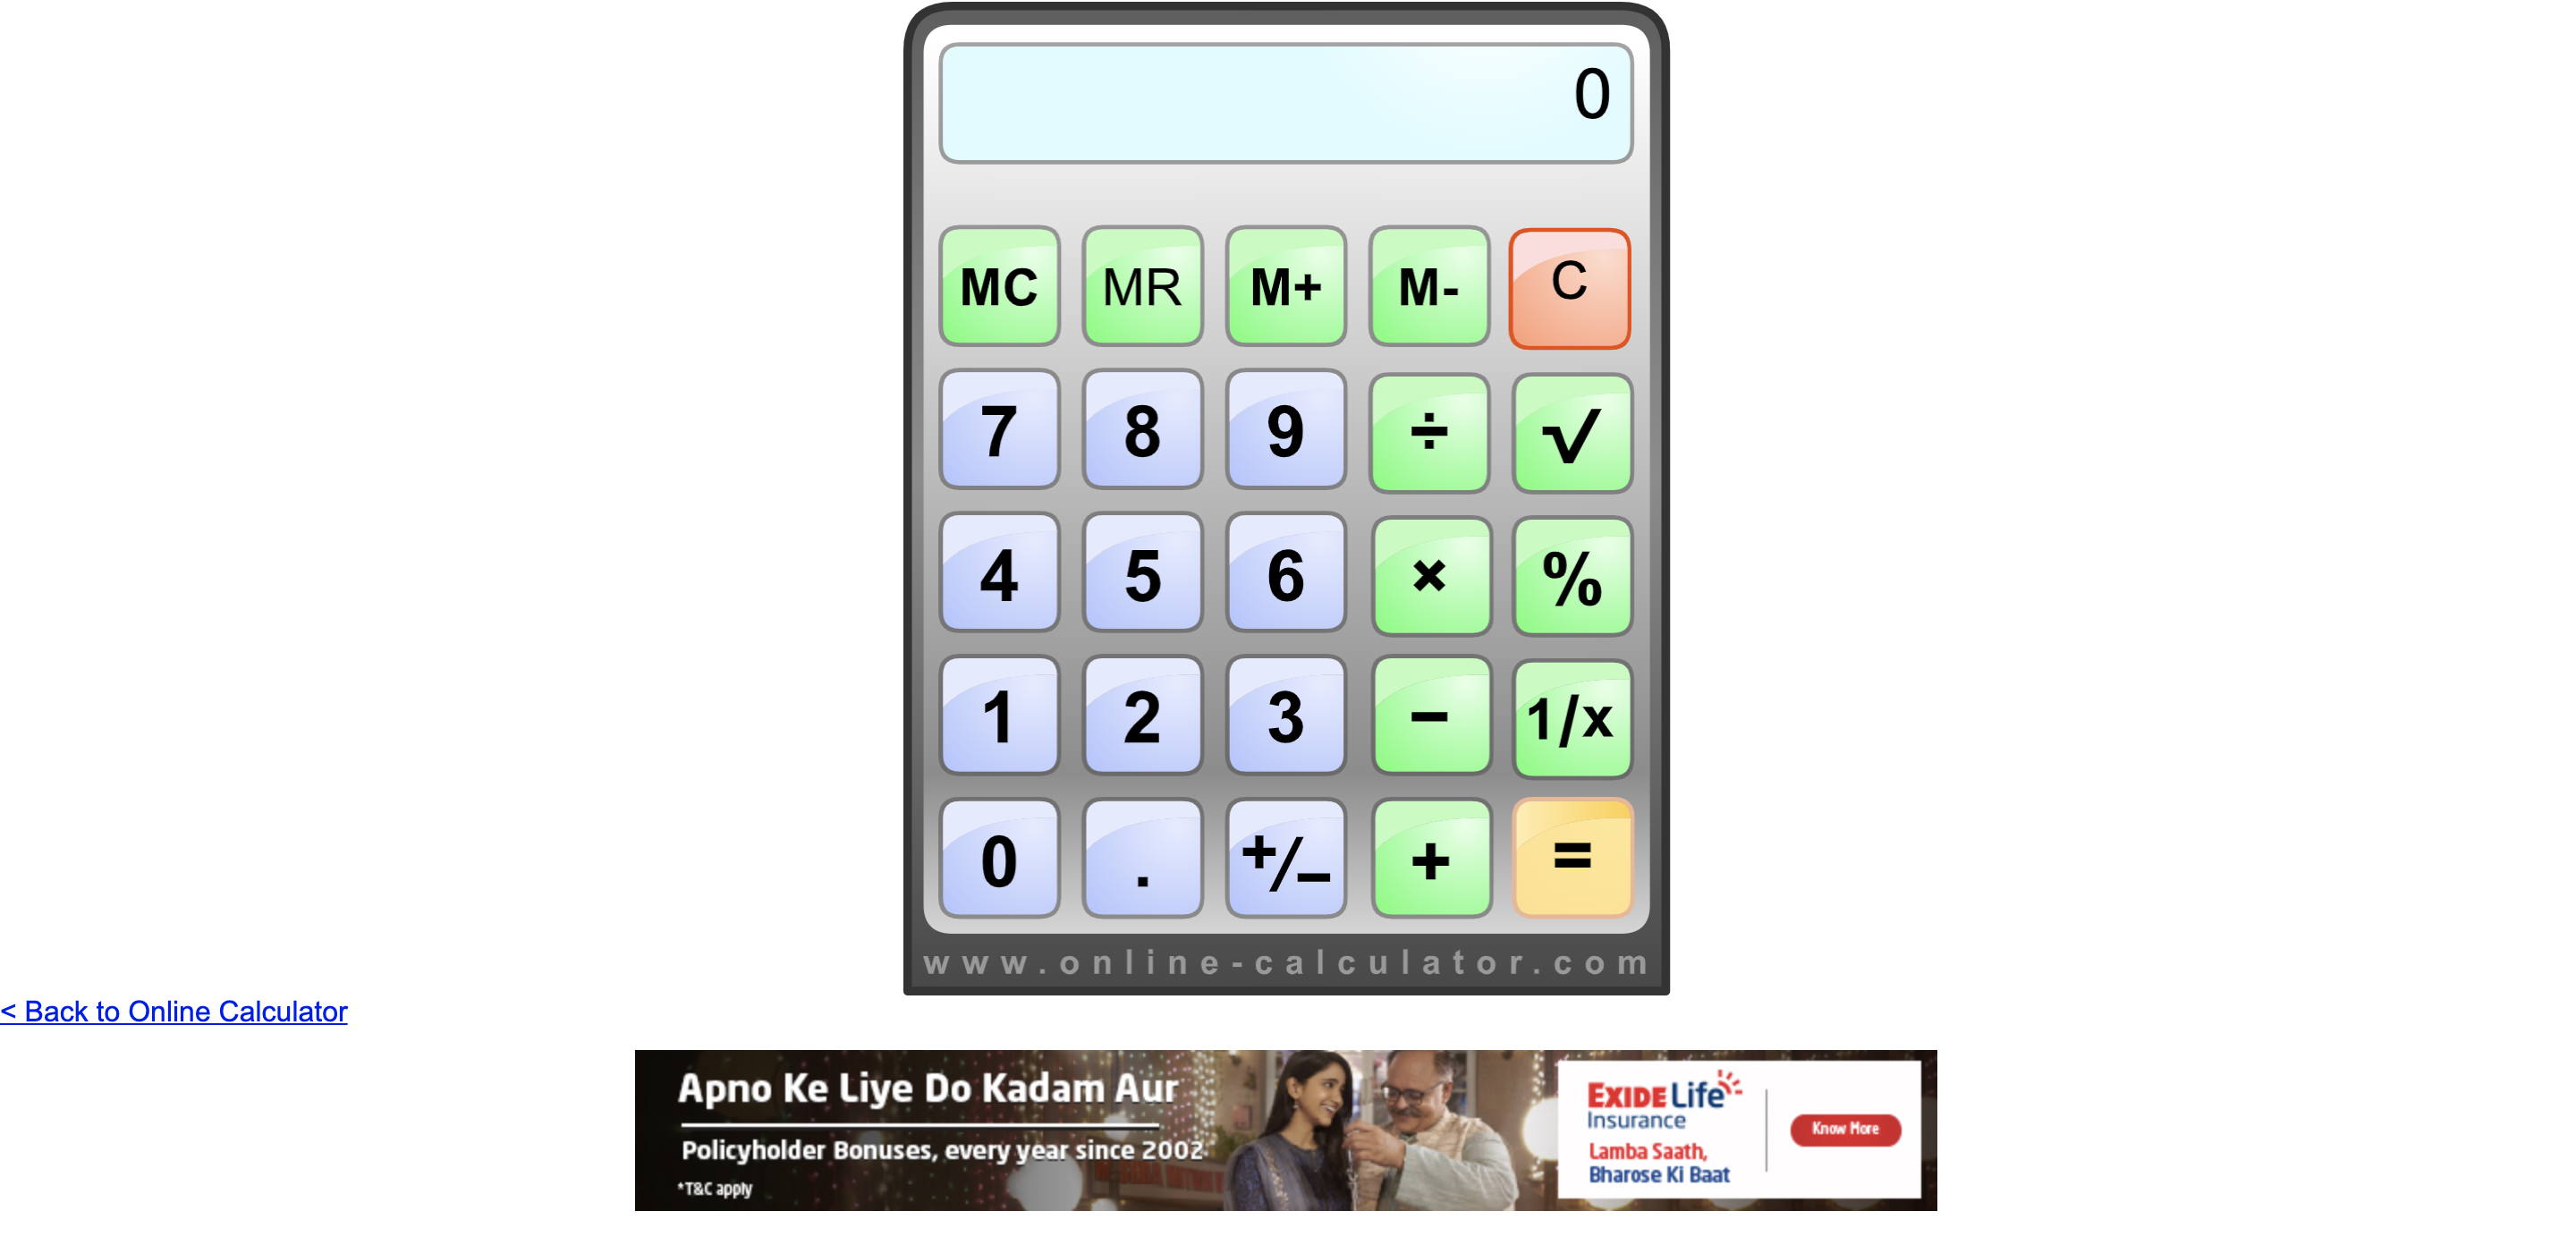 0
MC MR M+ M- C
7 8 9 ÷ √
4 5 6 × %
1 2 3 − 1/x
0 . +/− + =
www.online-calculator.com
< Back to Online Calculator
Apno Ke Liye Do Kadam Aur
Policyholder Bonuses, every year since 2002
*T&C apply
EXIDE Life
Insurance
Lamba Saath,
Bharose Ki Baat
Know More